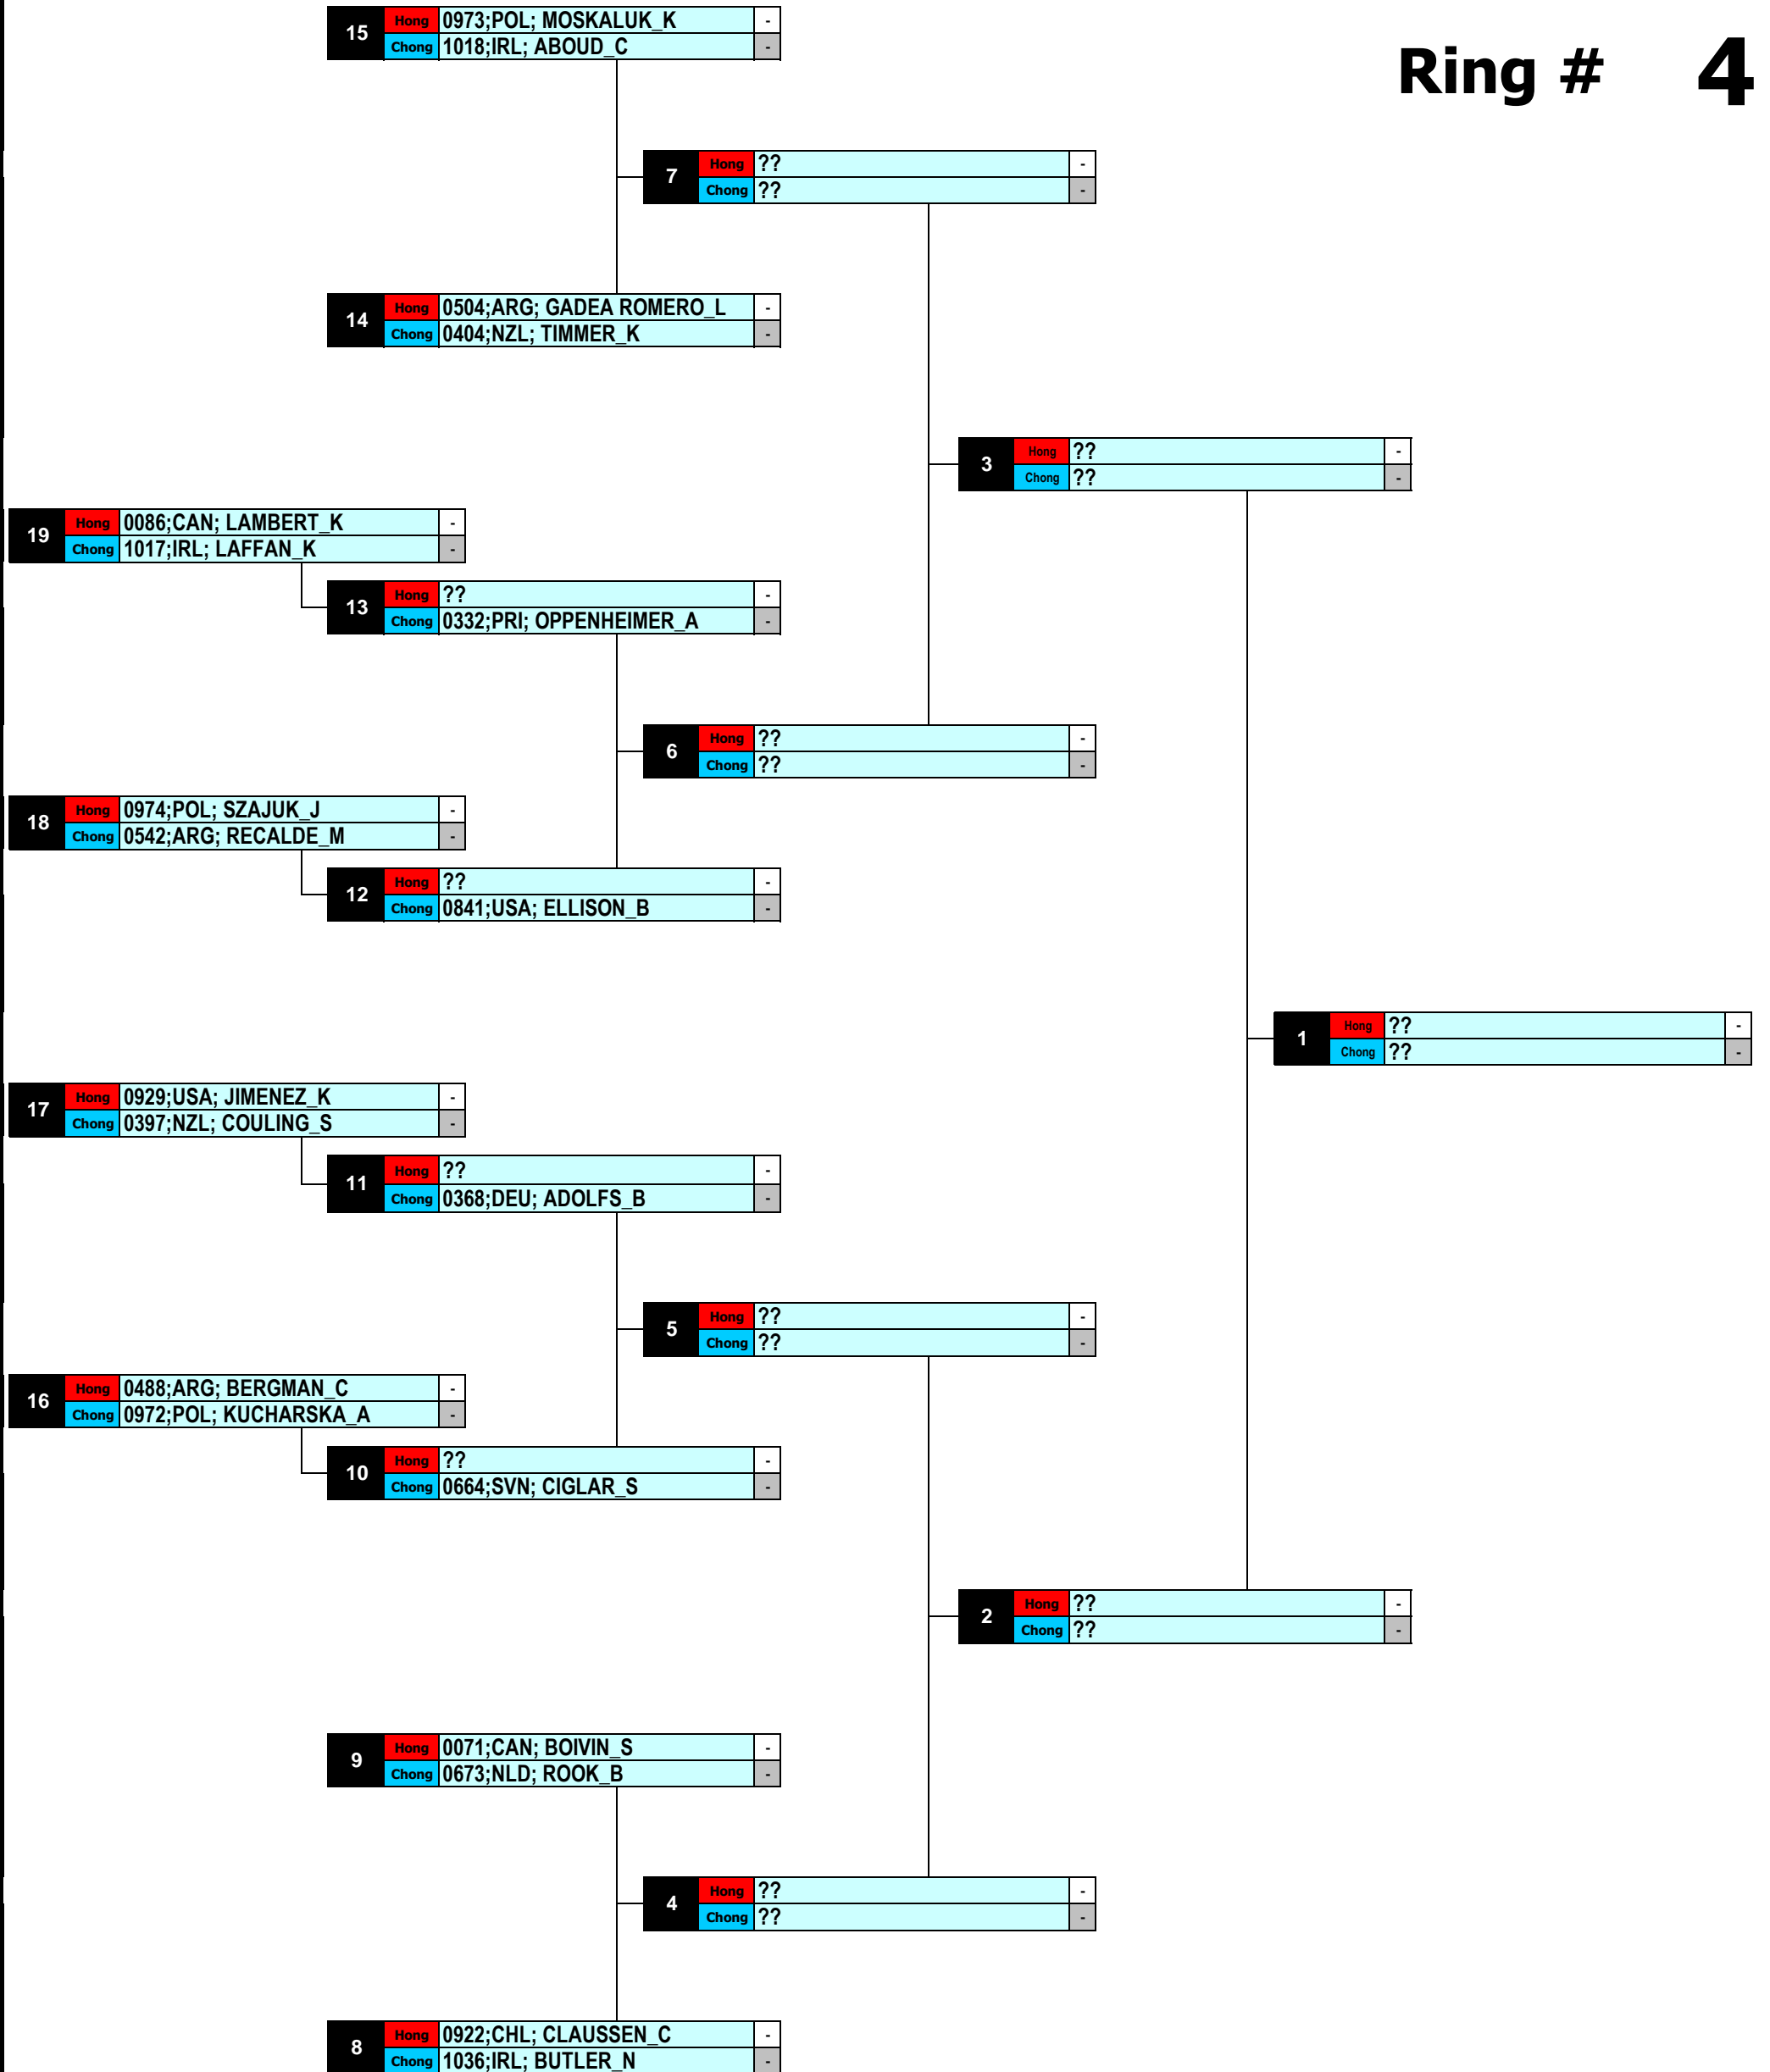 15 Hong 0973;POL; MOSKALUK_K -
Chong 1018;IRL; ABOUD_C -
Ring # 4
7 Hong ?? -
Chong ?? -
14 Hong 0504;ARG; GADEA ROMERO_L -
Chong 0404;NZL; TIMMER_K -
3 Hong ?? -
Chong ?? -
19 Hong 0086;CAN; LAMBERT_K -
Chong 1017;IRL; LAFFAN_K -
13 Hong ?? -
Chong 0332;PRI; OPPENHEIMER_A -
6 Hong ?? -
Chong ?? -
18 Hong 0974;POL; SZAJUK_J -
Chong 0542;ARG; RECALDE_M -
12 Hong ?? -
Chong 0841;USA; ELLISON_B -
1 Hong ?? -
Chong ?? -
17 Hong 0929;USA; JIMENEZ_K -
Chong 0397;NZL; COULING_S -
11 Hong ?? -
Chong 0368;DEU; ADOLFS_B -
5 Hong ?? -
Chong ?? -
16 Hong 0488;ARG; BERGMAN_C -
Chong 0972;POL; KUCHARSKA_A -
10 Hong ?? -
Chong 0664;SVN; CIGLAR_S -
2 Hong ?? -
Chong ?? -
9 Hong 0071;CAN; BOIVIN_S -
Chong 0673;NLD; ROOK_B -
4 Hong ?? -
Chong ?? -
8 Hong 0922;CHL; CLAUSSEN_C -
Chong 1036;IRL; BUTLER_N -